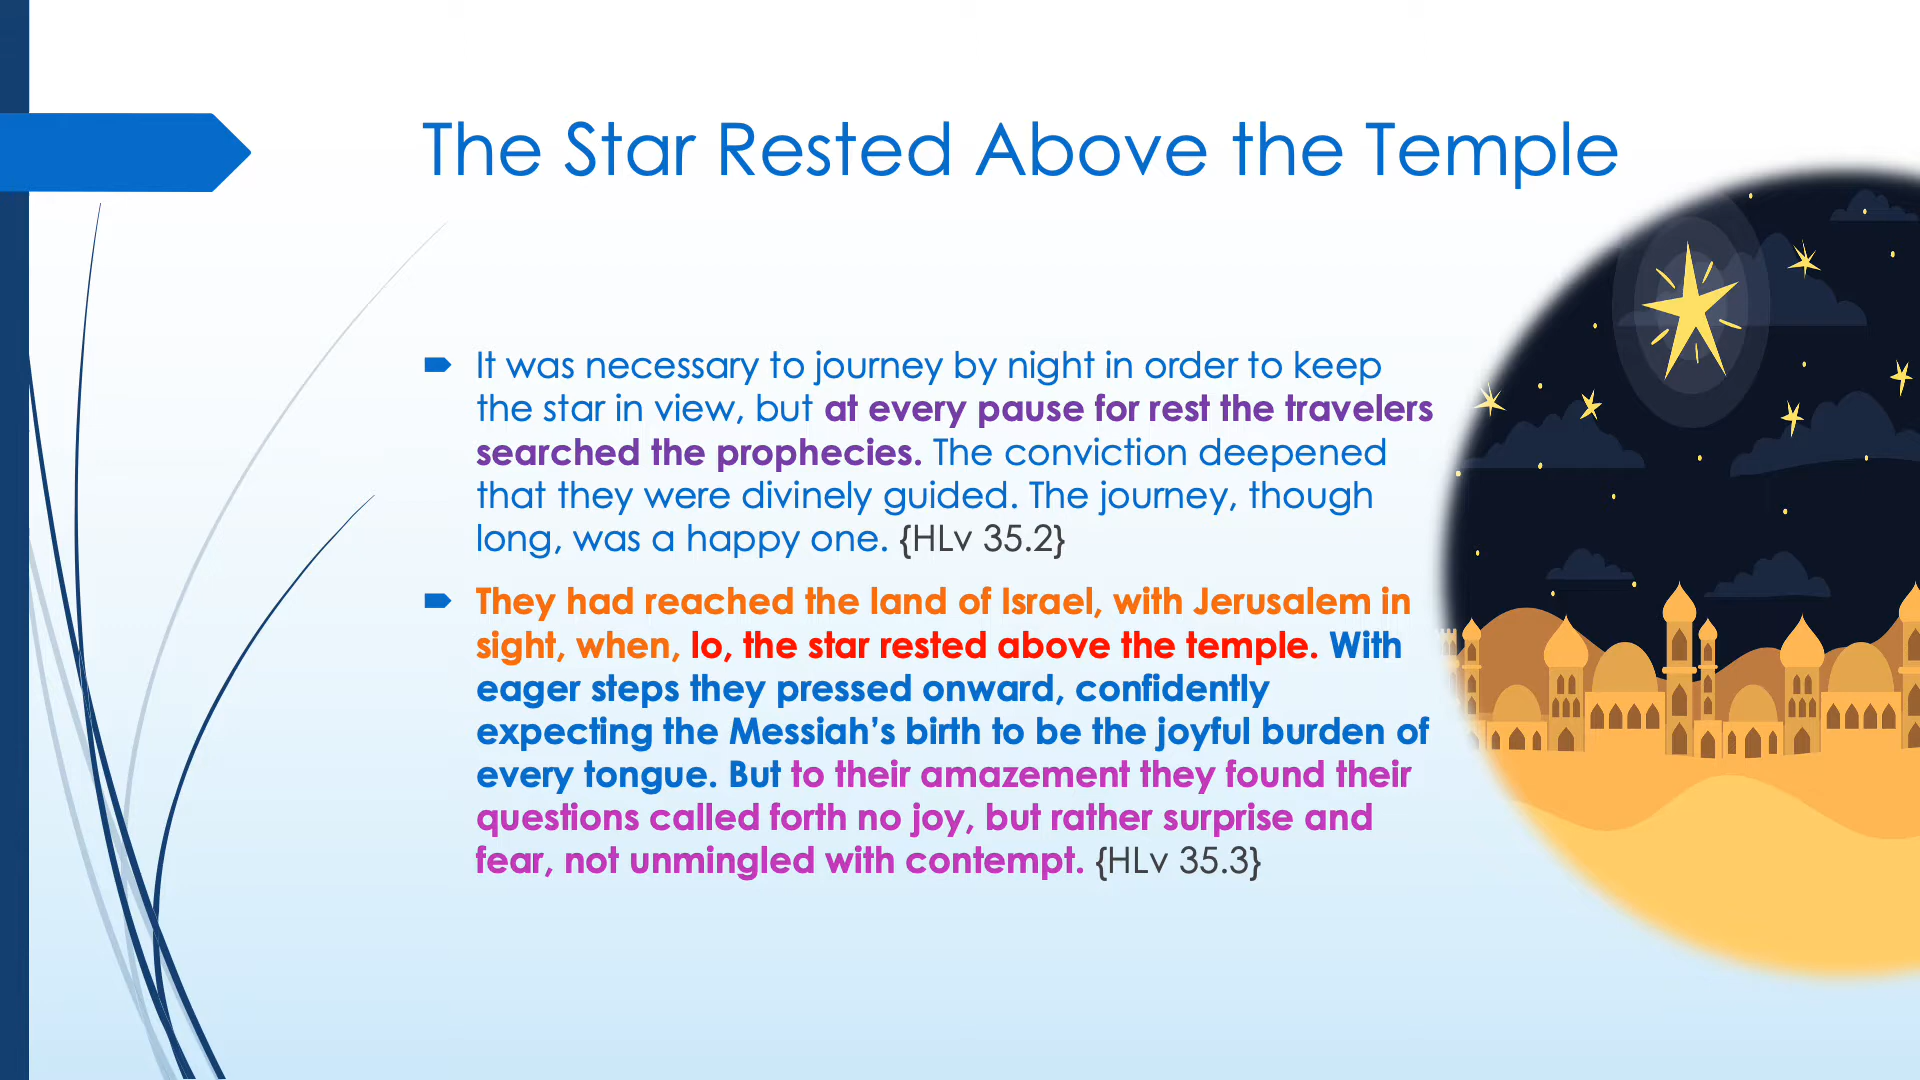 The Star Rested Above the Temple
It was necessary to journey by night in order to keep
the star in view, but at every pause for rest the travelers
searched the prophecies. The conviction deepened
that they were divinely guided. The journey, though
long, was a happy one. {HLv 35.2}
They had reached the land of Israel, with Jerusalem in
sight, when, lo, the star rested above the temple. With
eager steps they pressed onward, confidently
expecting the Messiah’s birth to be the joyful burden of
every tongue. But to their amazement they found their
questions called forth no joy, but rather surprise and
fear, not unmingled with contempt. {HLv 35.3}